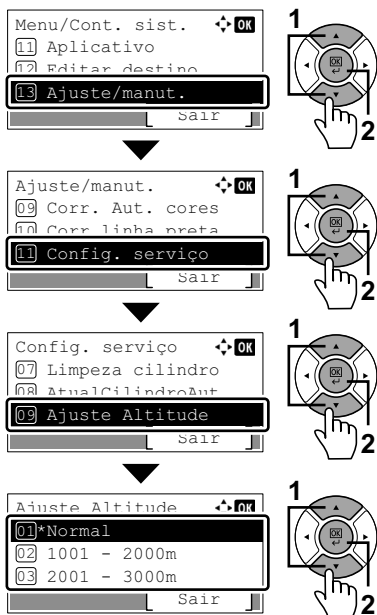 Menu/Cont. sist. OK
11 Aplicativo
12 Editar destino
13 Ajuste/manut.
[ Sair ]
1
OK
2
Ajuste/manut. OK
09 Corr. Aut. cores
10 Corr linha preta
11 Config. serviço
[ Sair ]
1
OK
2
Config. serviço OK
07 Limpeza cilindro
08 AtualCilindroAut
09 Ajuste Altitude
[ Sair ]
1
OK
2
Ajuste Altitude OK
01 *Normal
02 1001 - 2000m
03 2001 - 3000m
[ Sair ]
1
OK
2